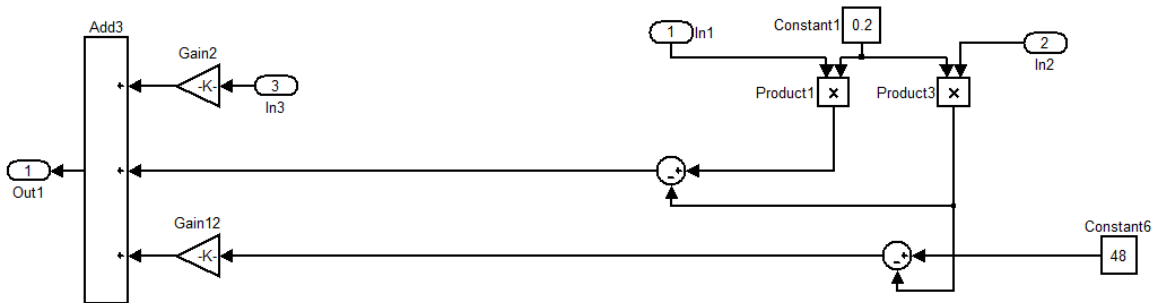 Add3
Gain2
-K-
3
In3
1
In1
Constant1
0.2
2
In2
Product1
×
Product3
×
+
+
+
1
Out1
+
-
Gain12
-K-
+
-
Constant6
48